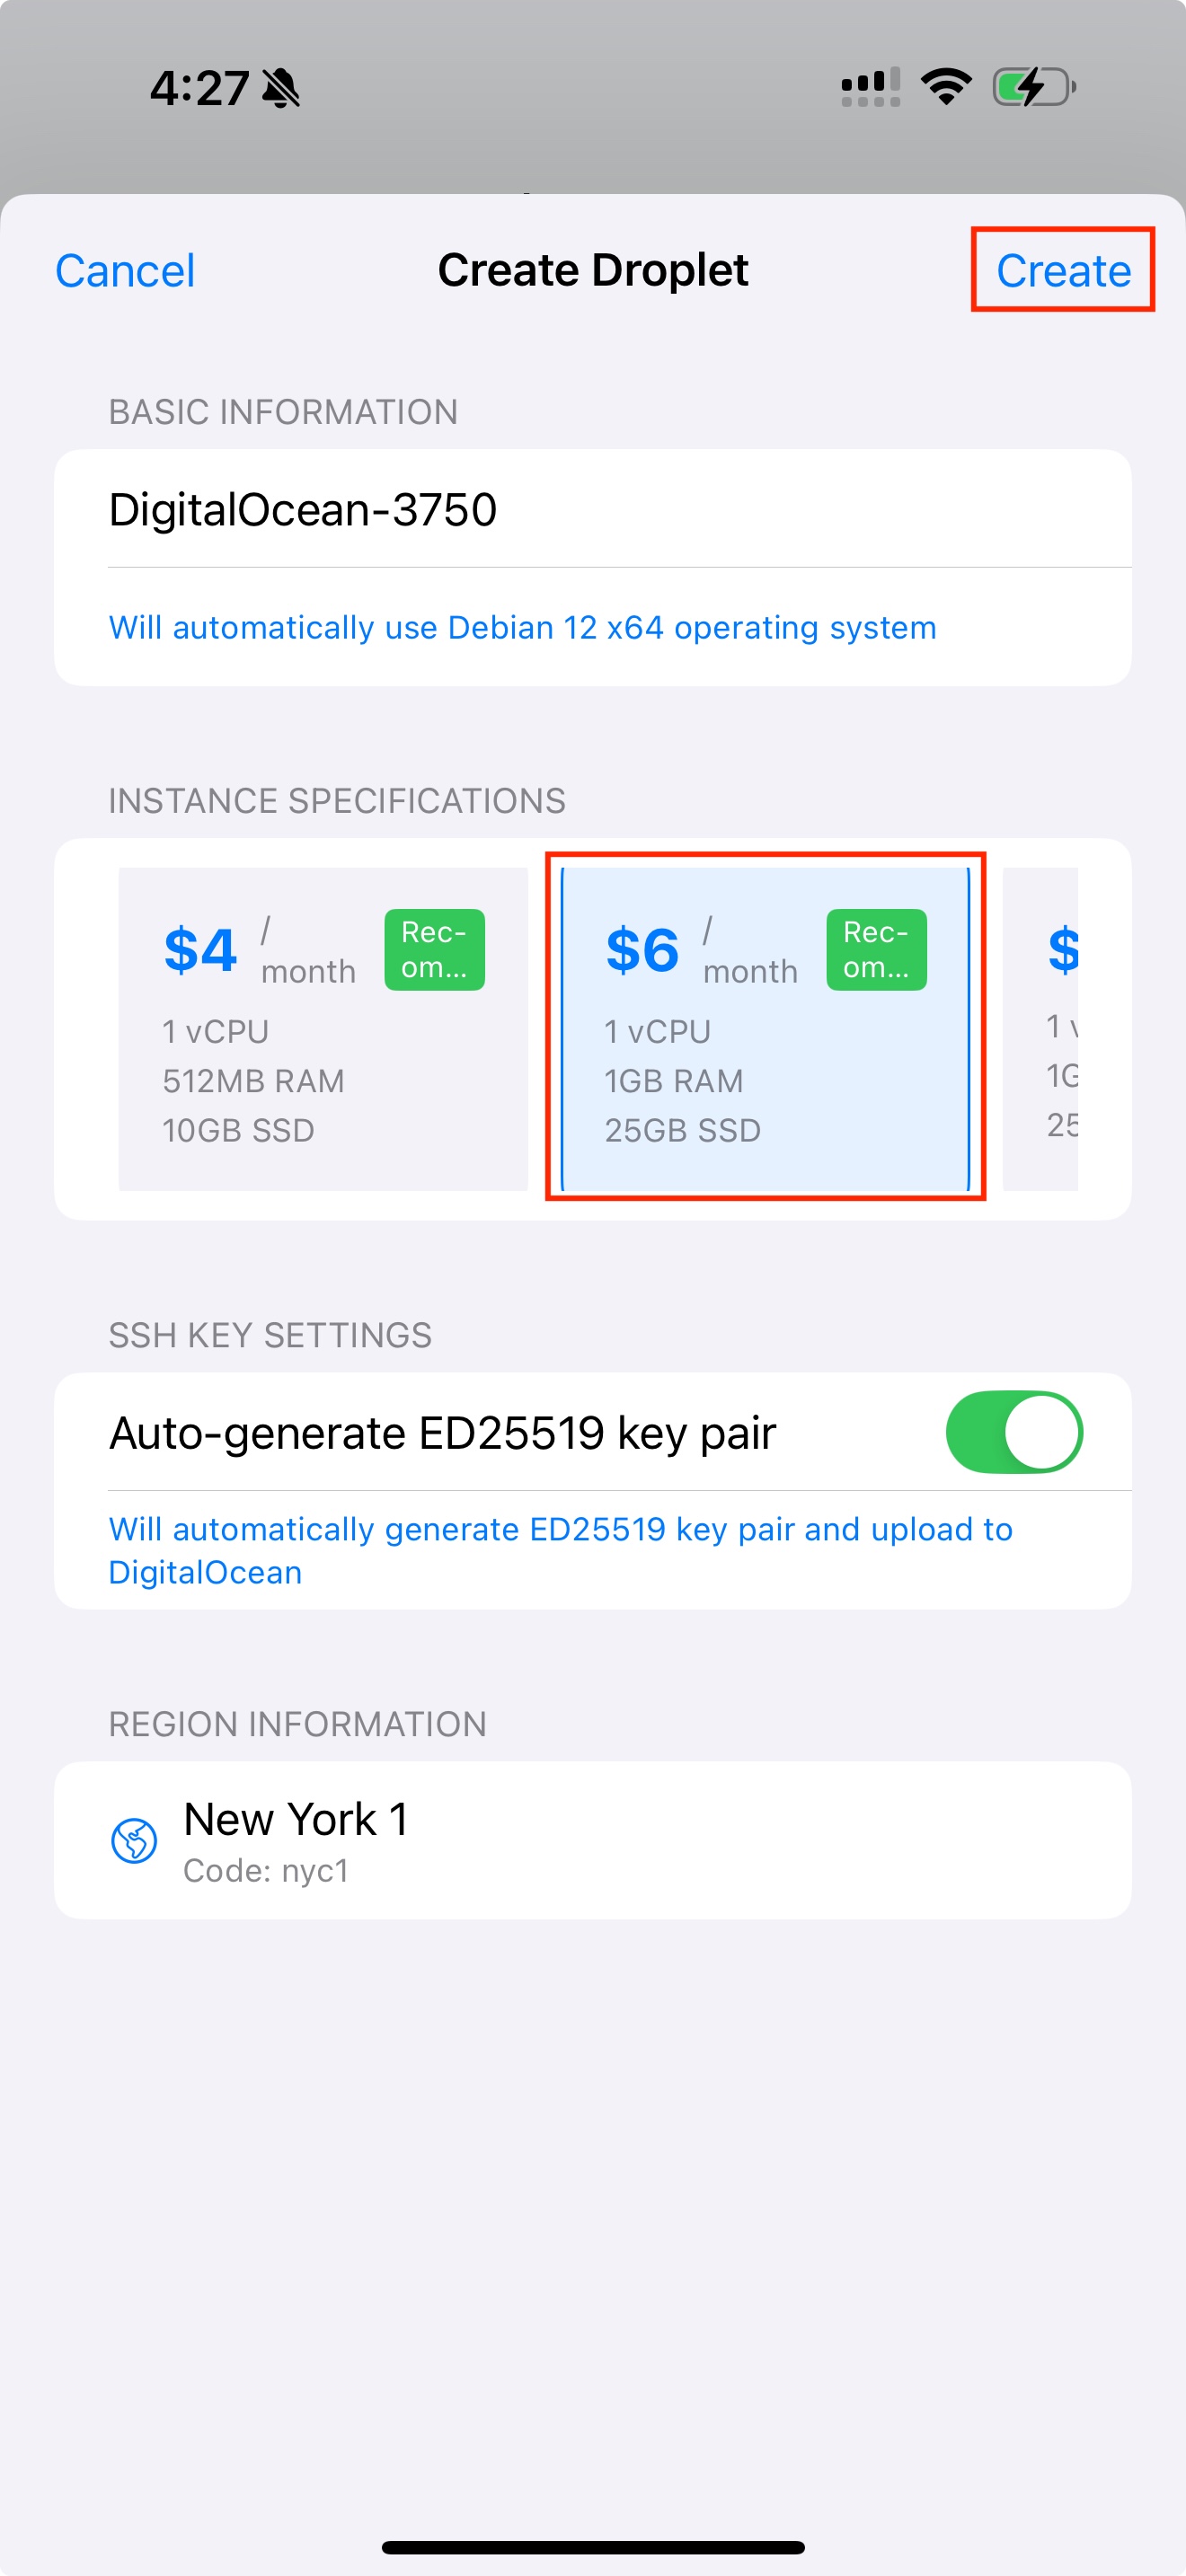 4:27
Cancel
Create Droplet
Create
BASIC INFORMATION
DigitalOcean-3750
Will automatically use Debian 12 x64 operating system
INSTANCE SPECIFICATIONS
$4 / month
Rec-
om...
1 vCPU
512MB RAM
10GB SSD
$6 / month
Rec-
om...
1 vCPU
1GB RAM
25GB SSD
$
1
1G
25
SSH KEY SETTINGS
Auto-generate ED25519 key pair
Will automatically generate ED25519 key pair and upload to
DigitalOcean
REGION INFORMATION
New York 1
Code: nyc1